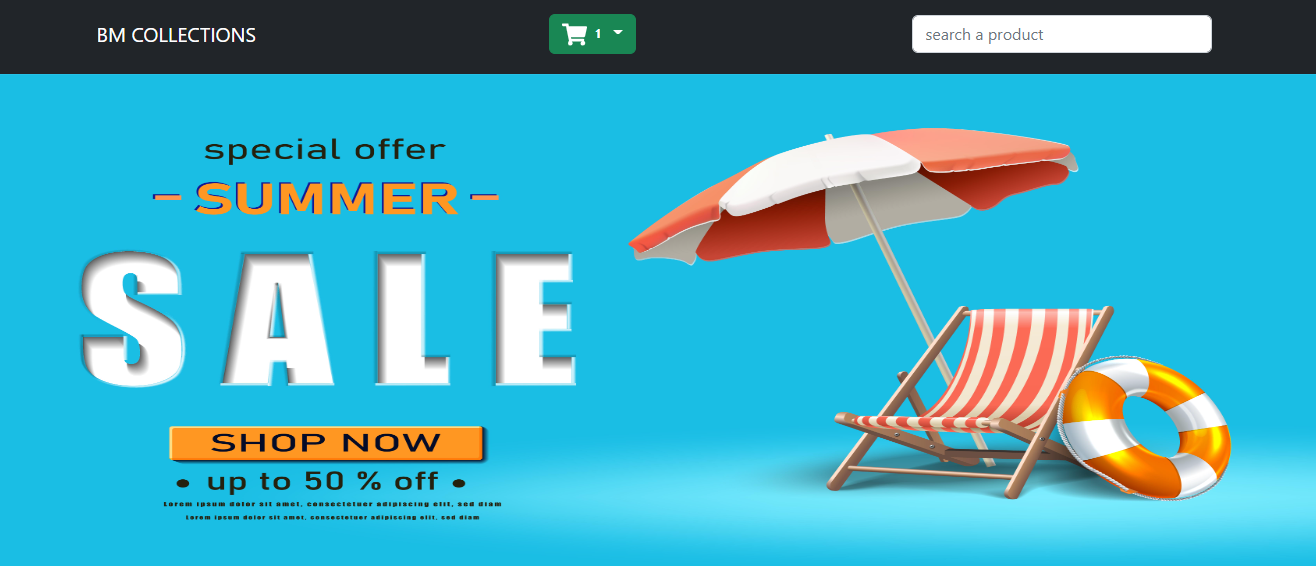 BM COLLECTIONS
1
search a product
special offer
SUMMER
SALE
SHOP NOW
• up to 50 % off •
Lorem ipsum dolor sit amet, consectetuer adipiscing elit, sed diam
Lorem ipsum dolor sit amet, consectetuer adipiscing elit, sed diam